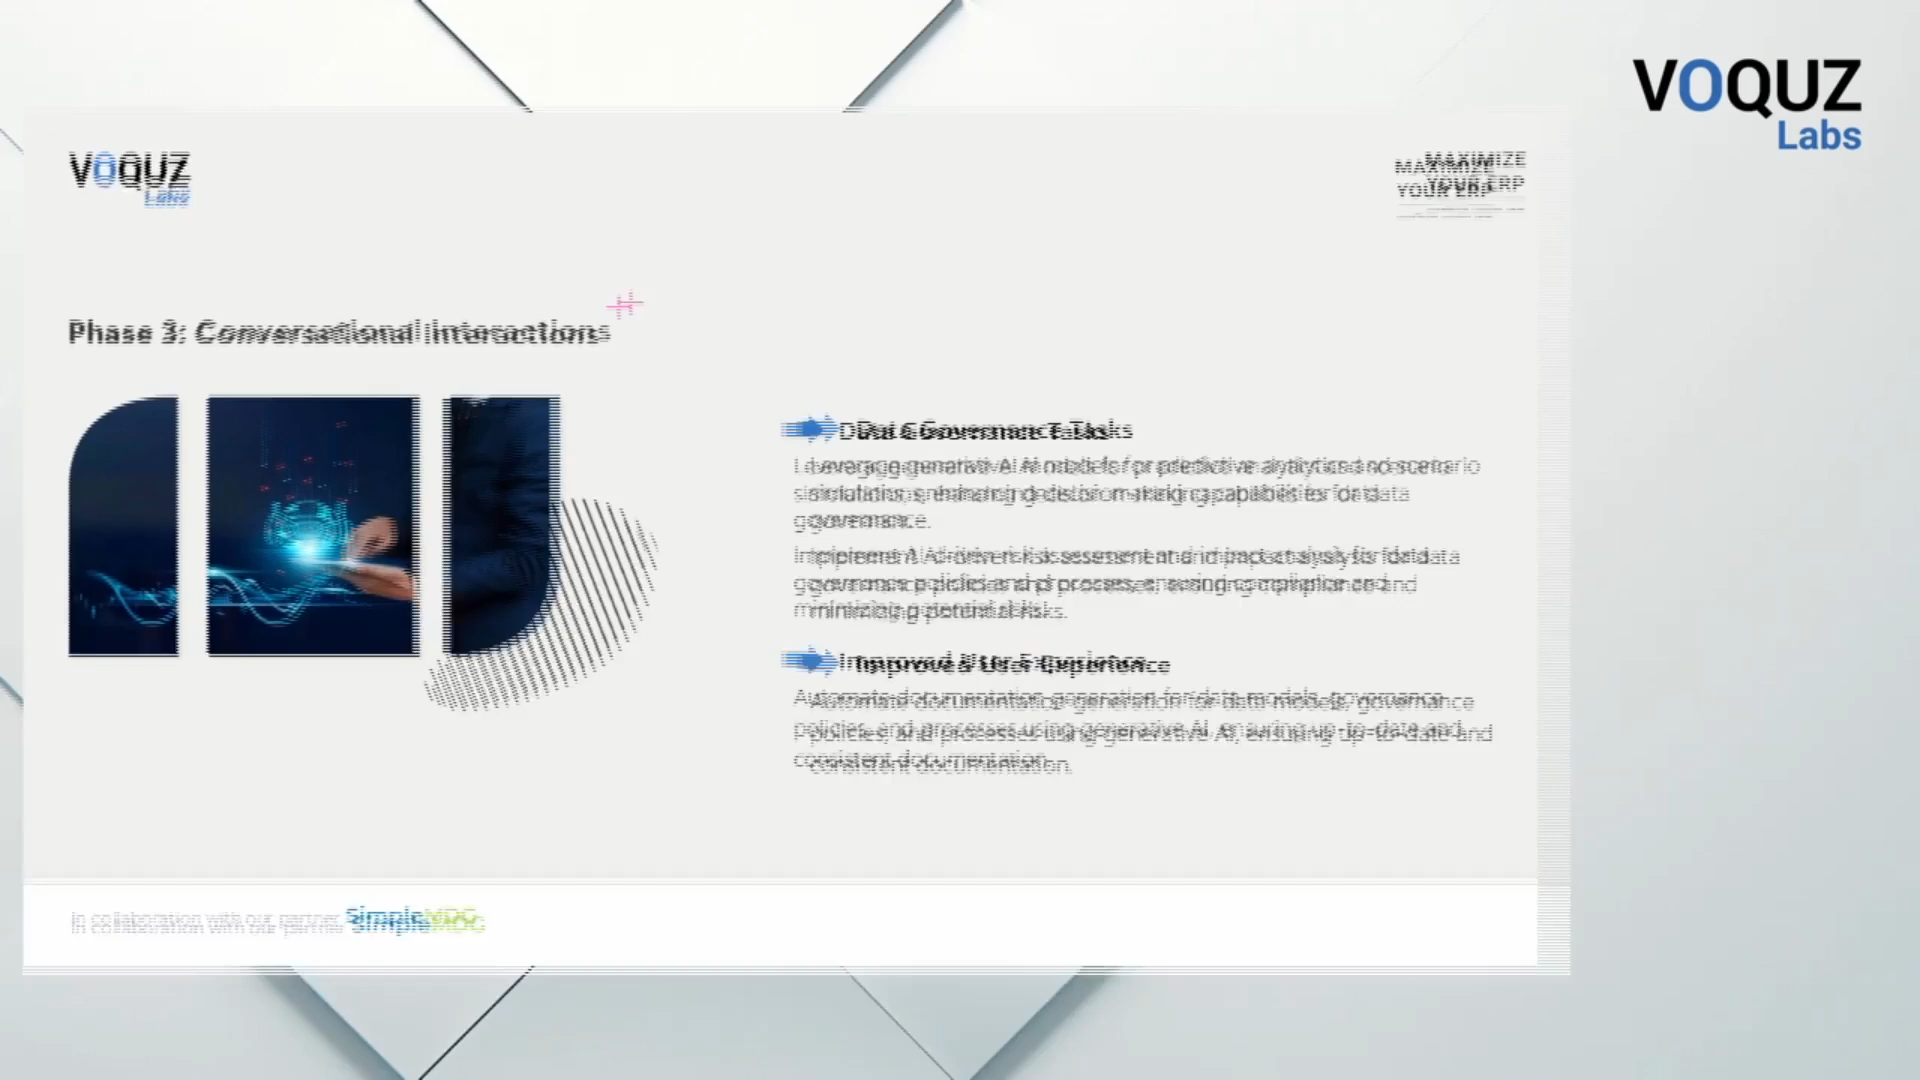 VOQUZ
Labs
VOQUZ
Labs
MAXIMIZE
YOUR ERP
Phase 3: Conversational Interactions
Data Governance Tasks
Leverage generative AI models for predictive analytics and scenario
simulations, enhancing decision-making capabilities for data
governance.
Implement AI-driven risk assessment and impact analysis for data
governance policies and processes, ensuring compliance and
minimizing potential risks.
Improved User Experience
Automate documentation generation for data models, governance
policies, and processes using generative AI, ensuring up-to-date and
consistent documentation.
In collaboration with our partner SimpleMDG